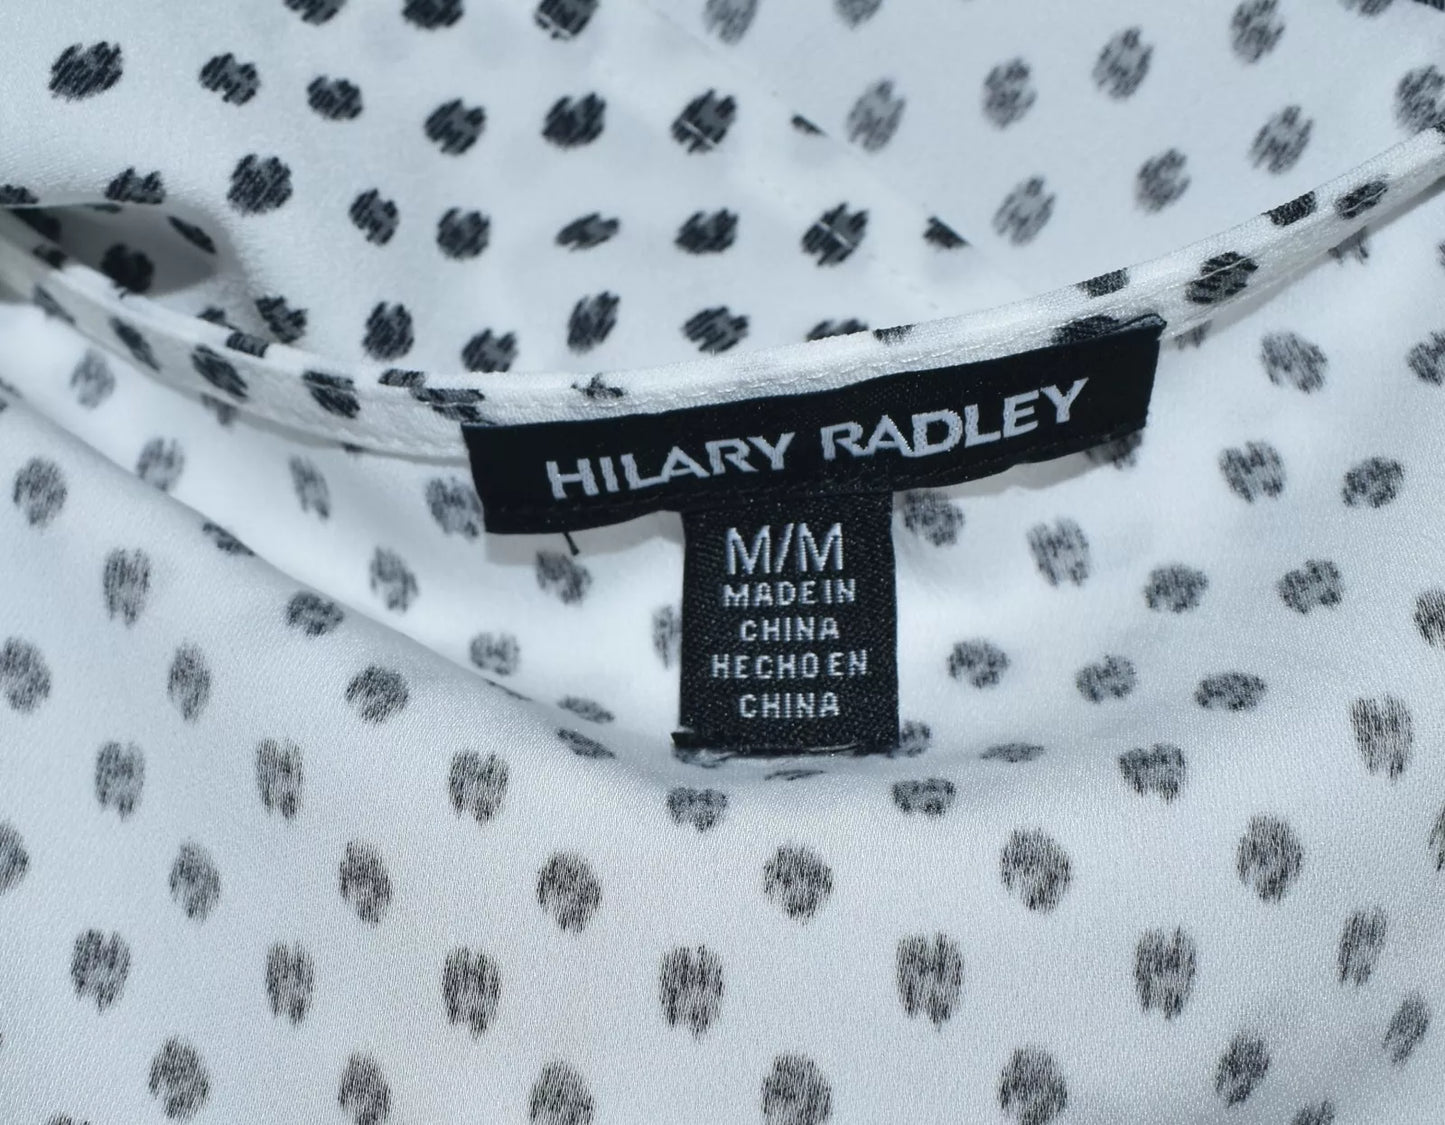 HILARY RADLEY
M/M
MADE IN
CHINA
HECHO EN
CHINA